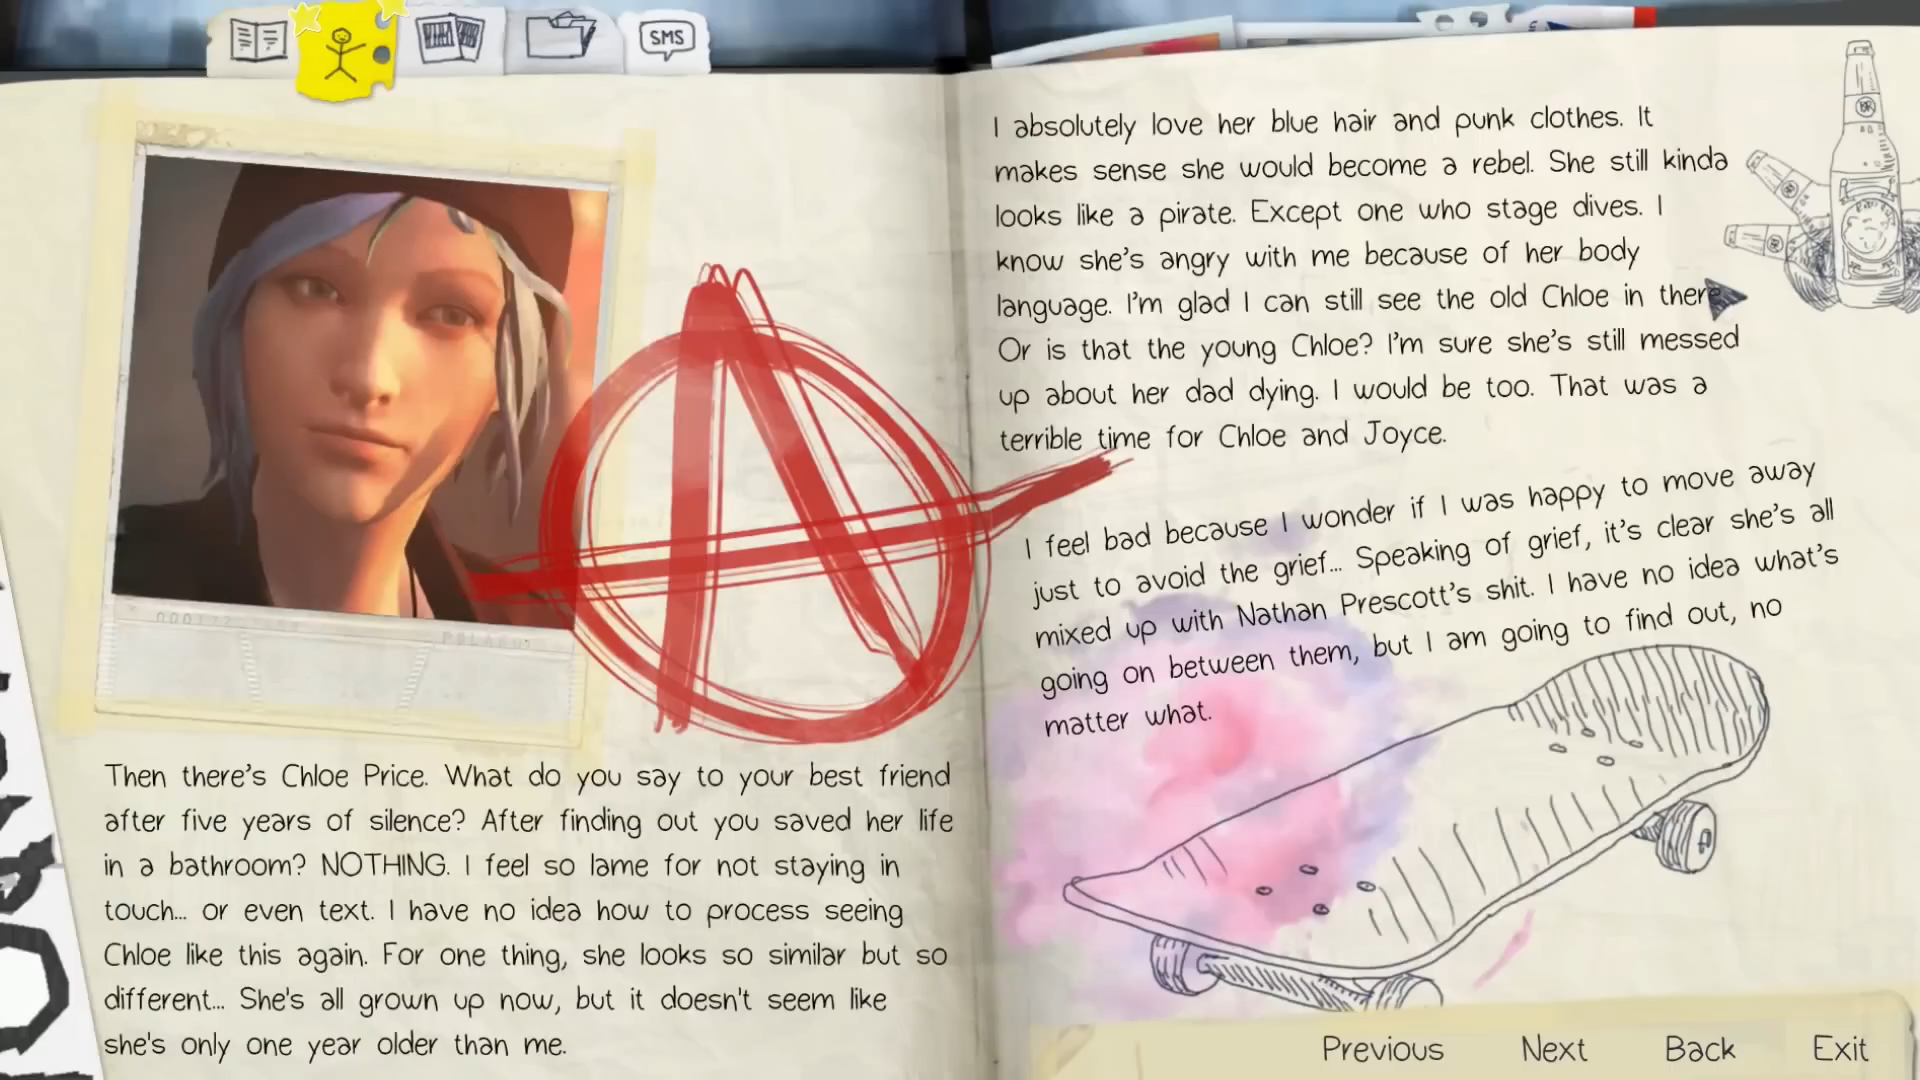 SMS
Then there's Chloe Price. What do you say to your best friend
after five years of silence? After finding out you saved her life
in a bathroom? NOTHING. I feel so lame for not staying in
touch... or even text. I have no idea how to process seeing
Chloe like this again. For one thing, she looks so similar but so
different... She's all grown up now, but it doesn't seem like
she's only one year older than me.
I absolutely love her blue hair and punk clothes. It
makes sense she would become a rebel. She still kinda
looks like a pirate. Except one who stage dives. I
know she's angry with me because of her body
language. I'm glad I can still see the old Chloe in there
Or is that the young Chloe? I'm sure she's still messed
up about her dad dying. I would be too. That was a
terrible time for Chloe and Joyce.
I feel bad because I wonder if I was happy to move away
just to avoid the grief... Speaking of grief, it's clear she's all
mixed up with Nathan Prescott's shit. I have no idea what's
going on between them, but I am going to find out, no
matter what.
Previous Next Back Exit